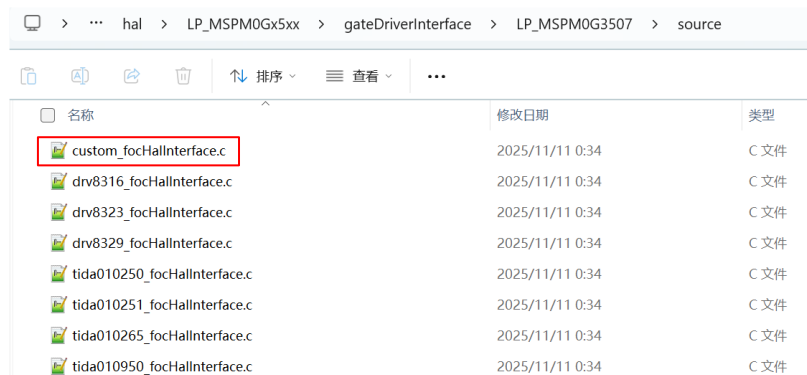 … hal > LP_MSPM0Gx5xx > gateDriverInterface > LP_MSPM0G3507 > source
排序 查看 …
名称 修改日期 类型
custom_focHalInterface.c 2025/11/11 0:34 C 文件
drv8316_focHalInterface.c 2025/11/11 0:34 C 文件
drv8323_focHalInterface.c 2025/11/11 0:34 C 文件
drv8329_focHalInterface.c 2025/11/11 0:34 C 文件
tida010250_focHalInterface.c 2025/11/11 0:34 C 文件
tida010251_focHalInterface.c 2025/11/11 0:34 C 文件
tida010265_focHalInterface.c 2025/11/11 0:34 C 文件
tida010950_focHalInterface.c 2025/11/11 0:34 C 文件